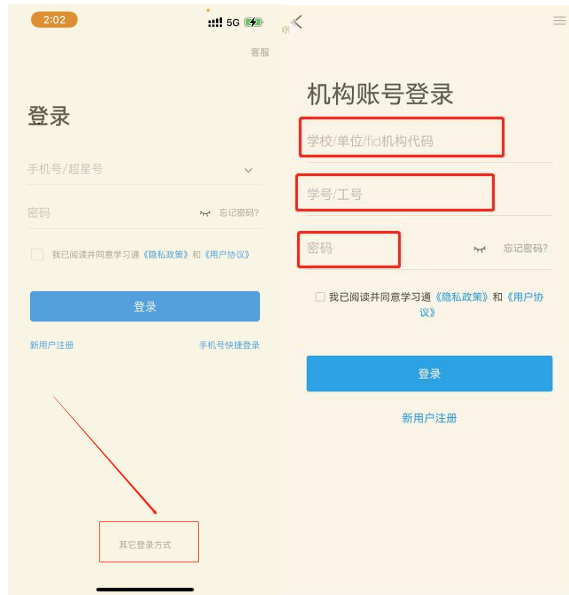 2:02
5G
客服
登录
手机号/超星号
密码
忘记密码?
我已阅读并同意学习通《隐私政策》和《用户协议》
登录
新用户注册
手机号快捷登录
其它登录方式
机构账号登录
学校/单位/fid机构代码
学号/工号
密码
忘记密码?
我已阅读并同意学习通《隐私政策》和《用户协
议》
登录
新用户注册